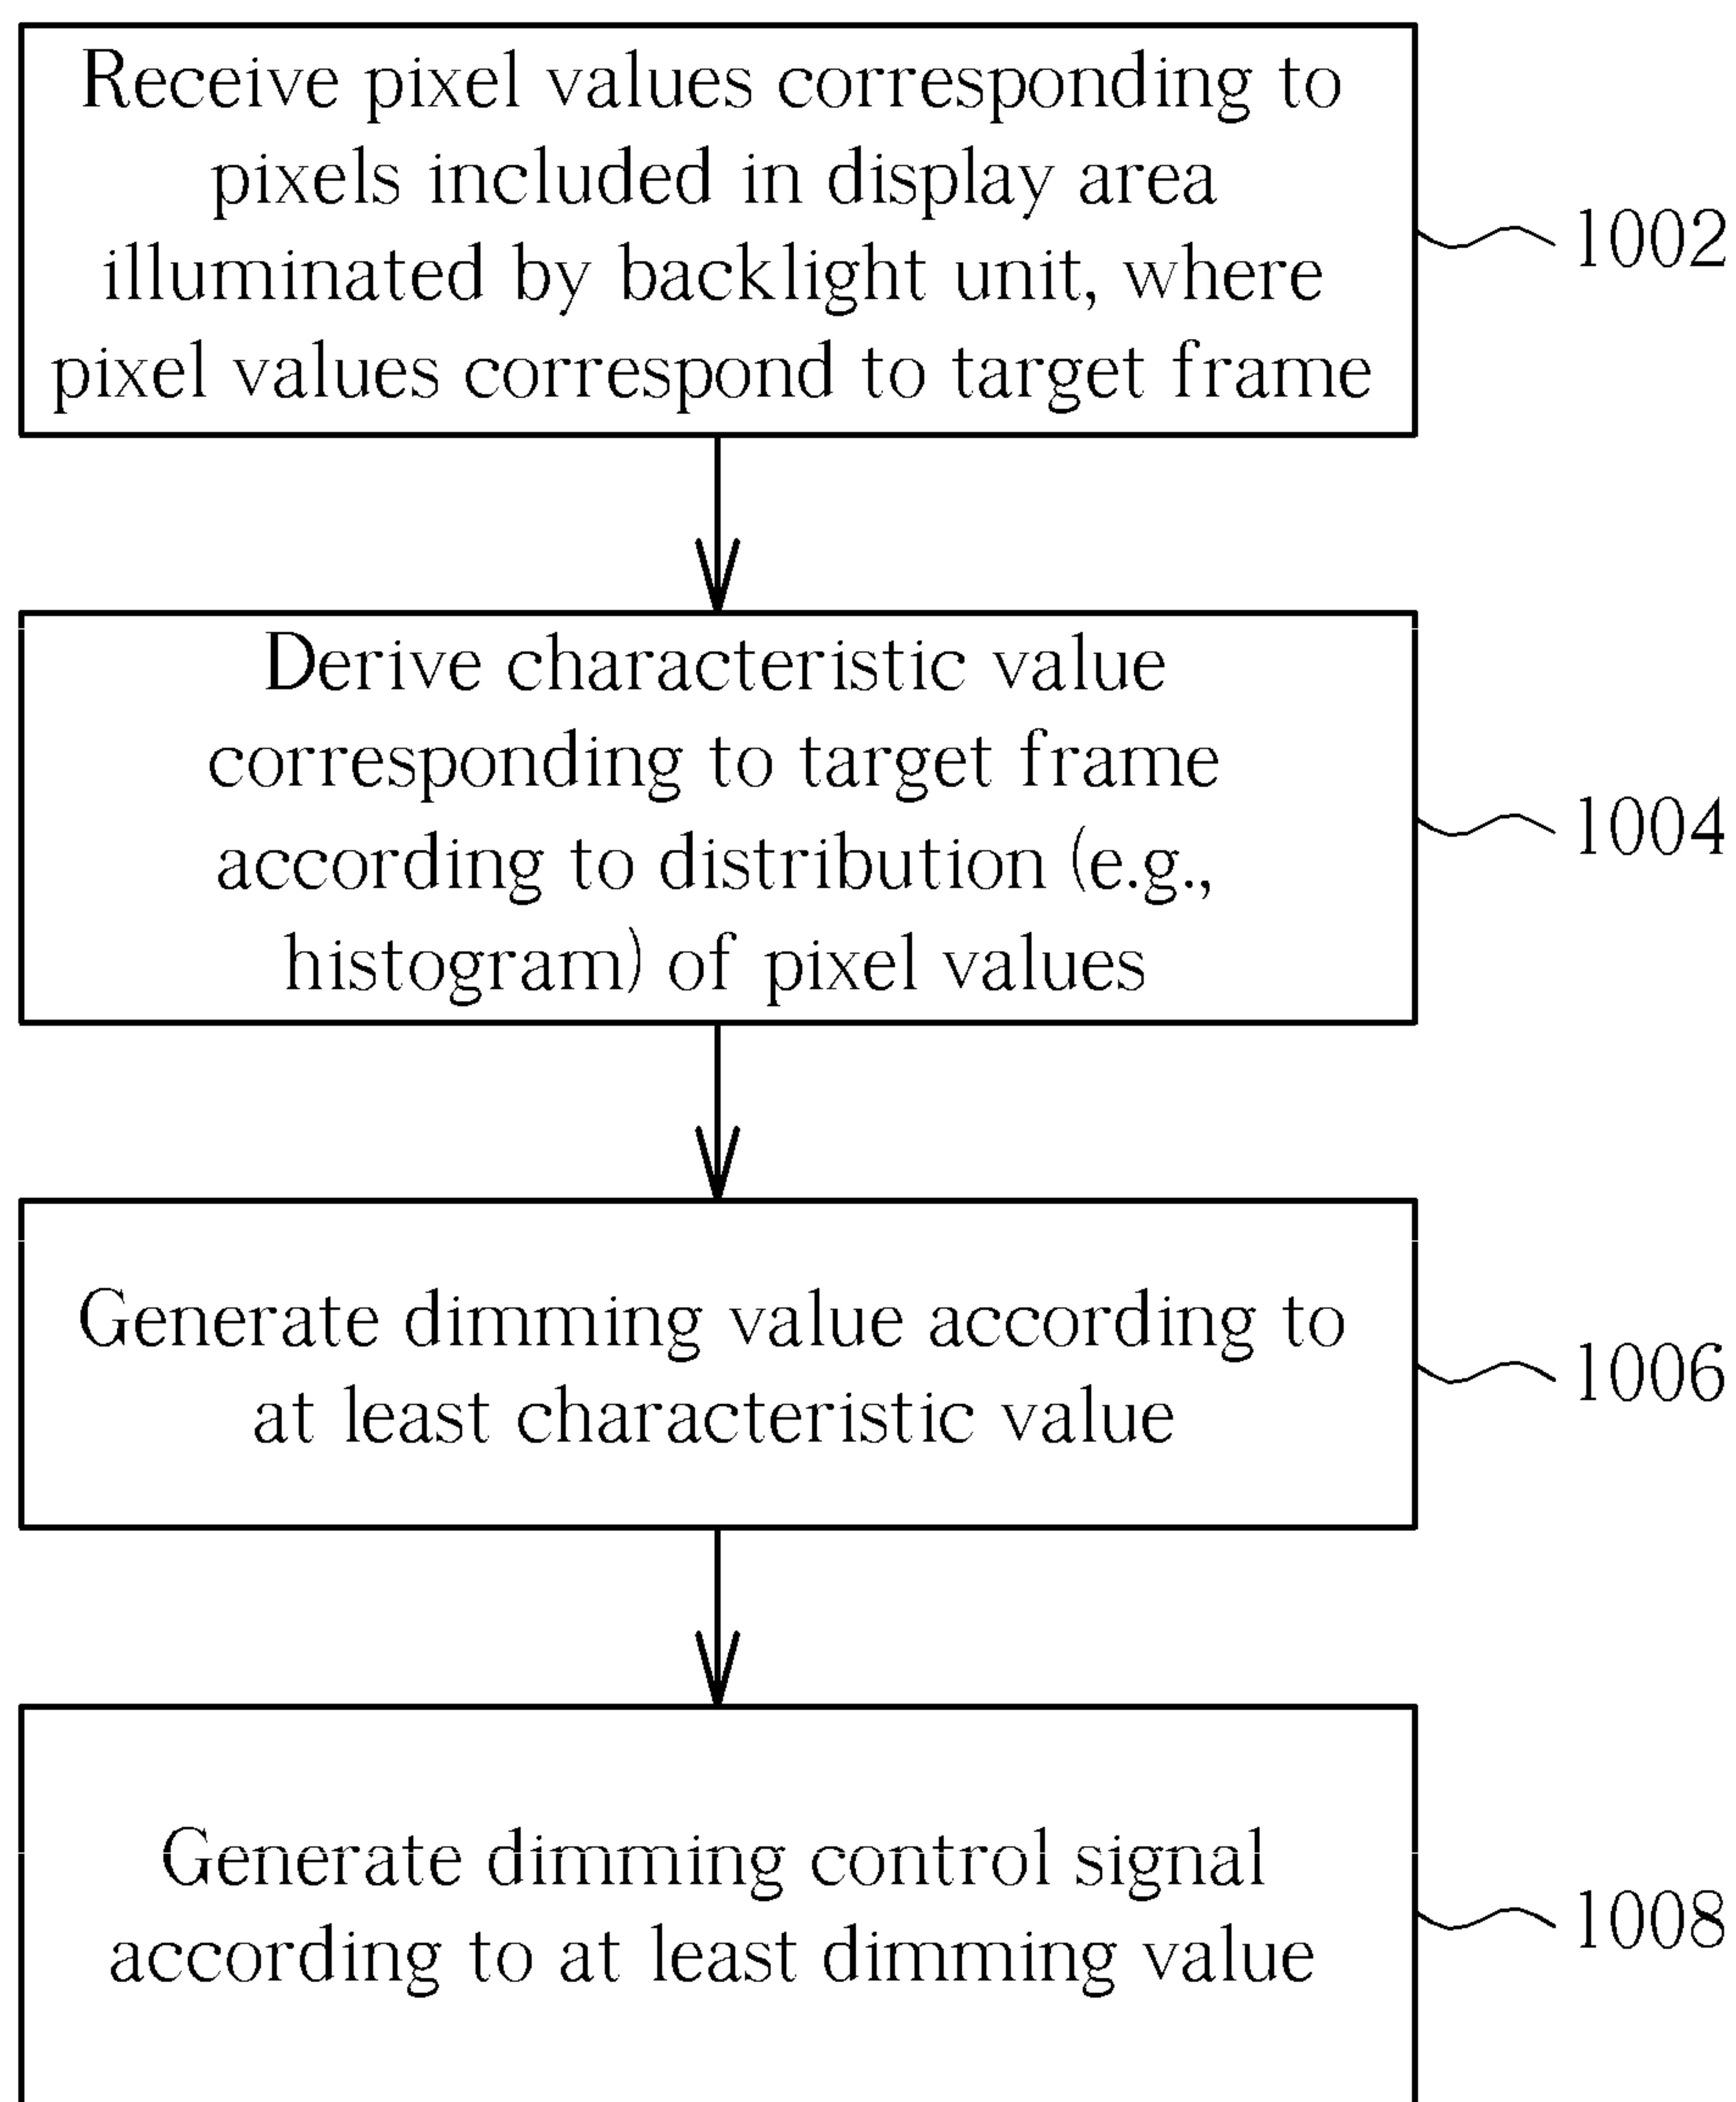 Receive pixel values corresponding to
pixels included in display area
illuminated by backlight unit, where
pixel values correspond to target frame
1002
Derive characteristic value
corresponding to target frame
according to distribution (e.g.,
histogram) of pixel values
1004
Generate dimming value according to
at least characteristic value
1006
Generate dimming control signal
according to at least dimming value
1008